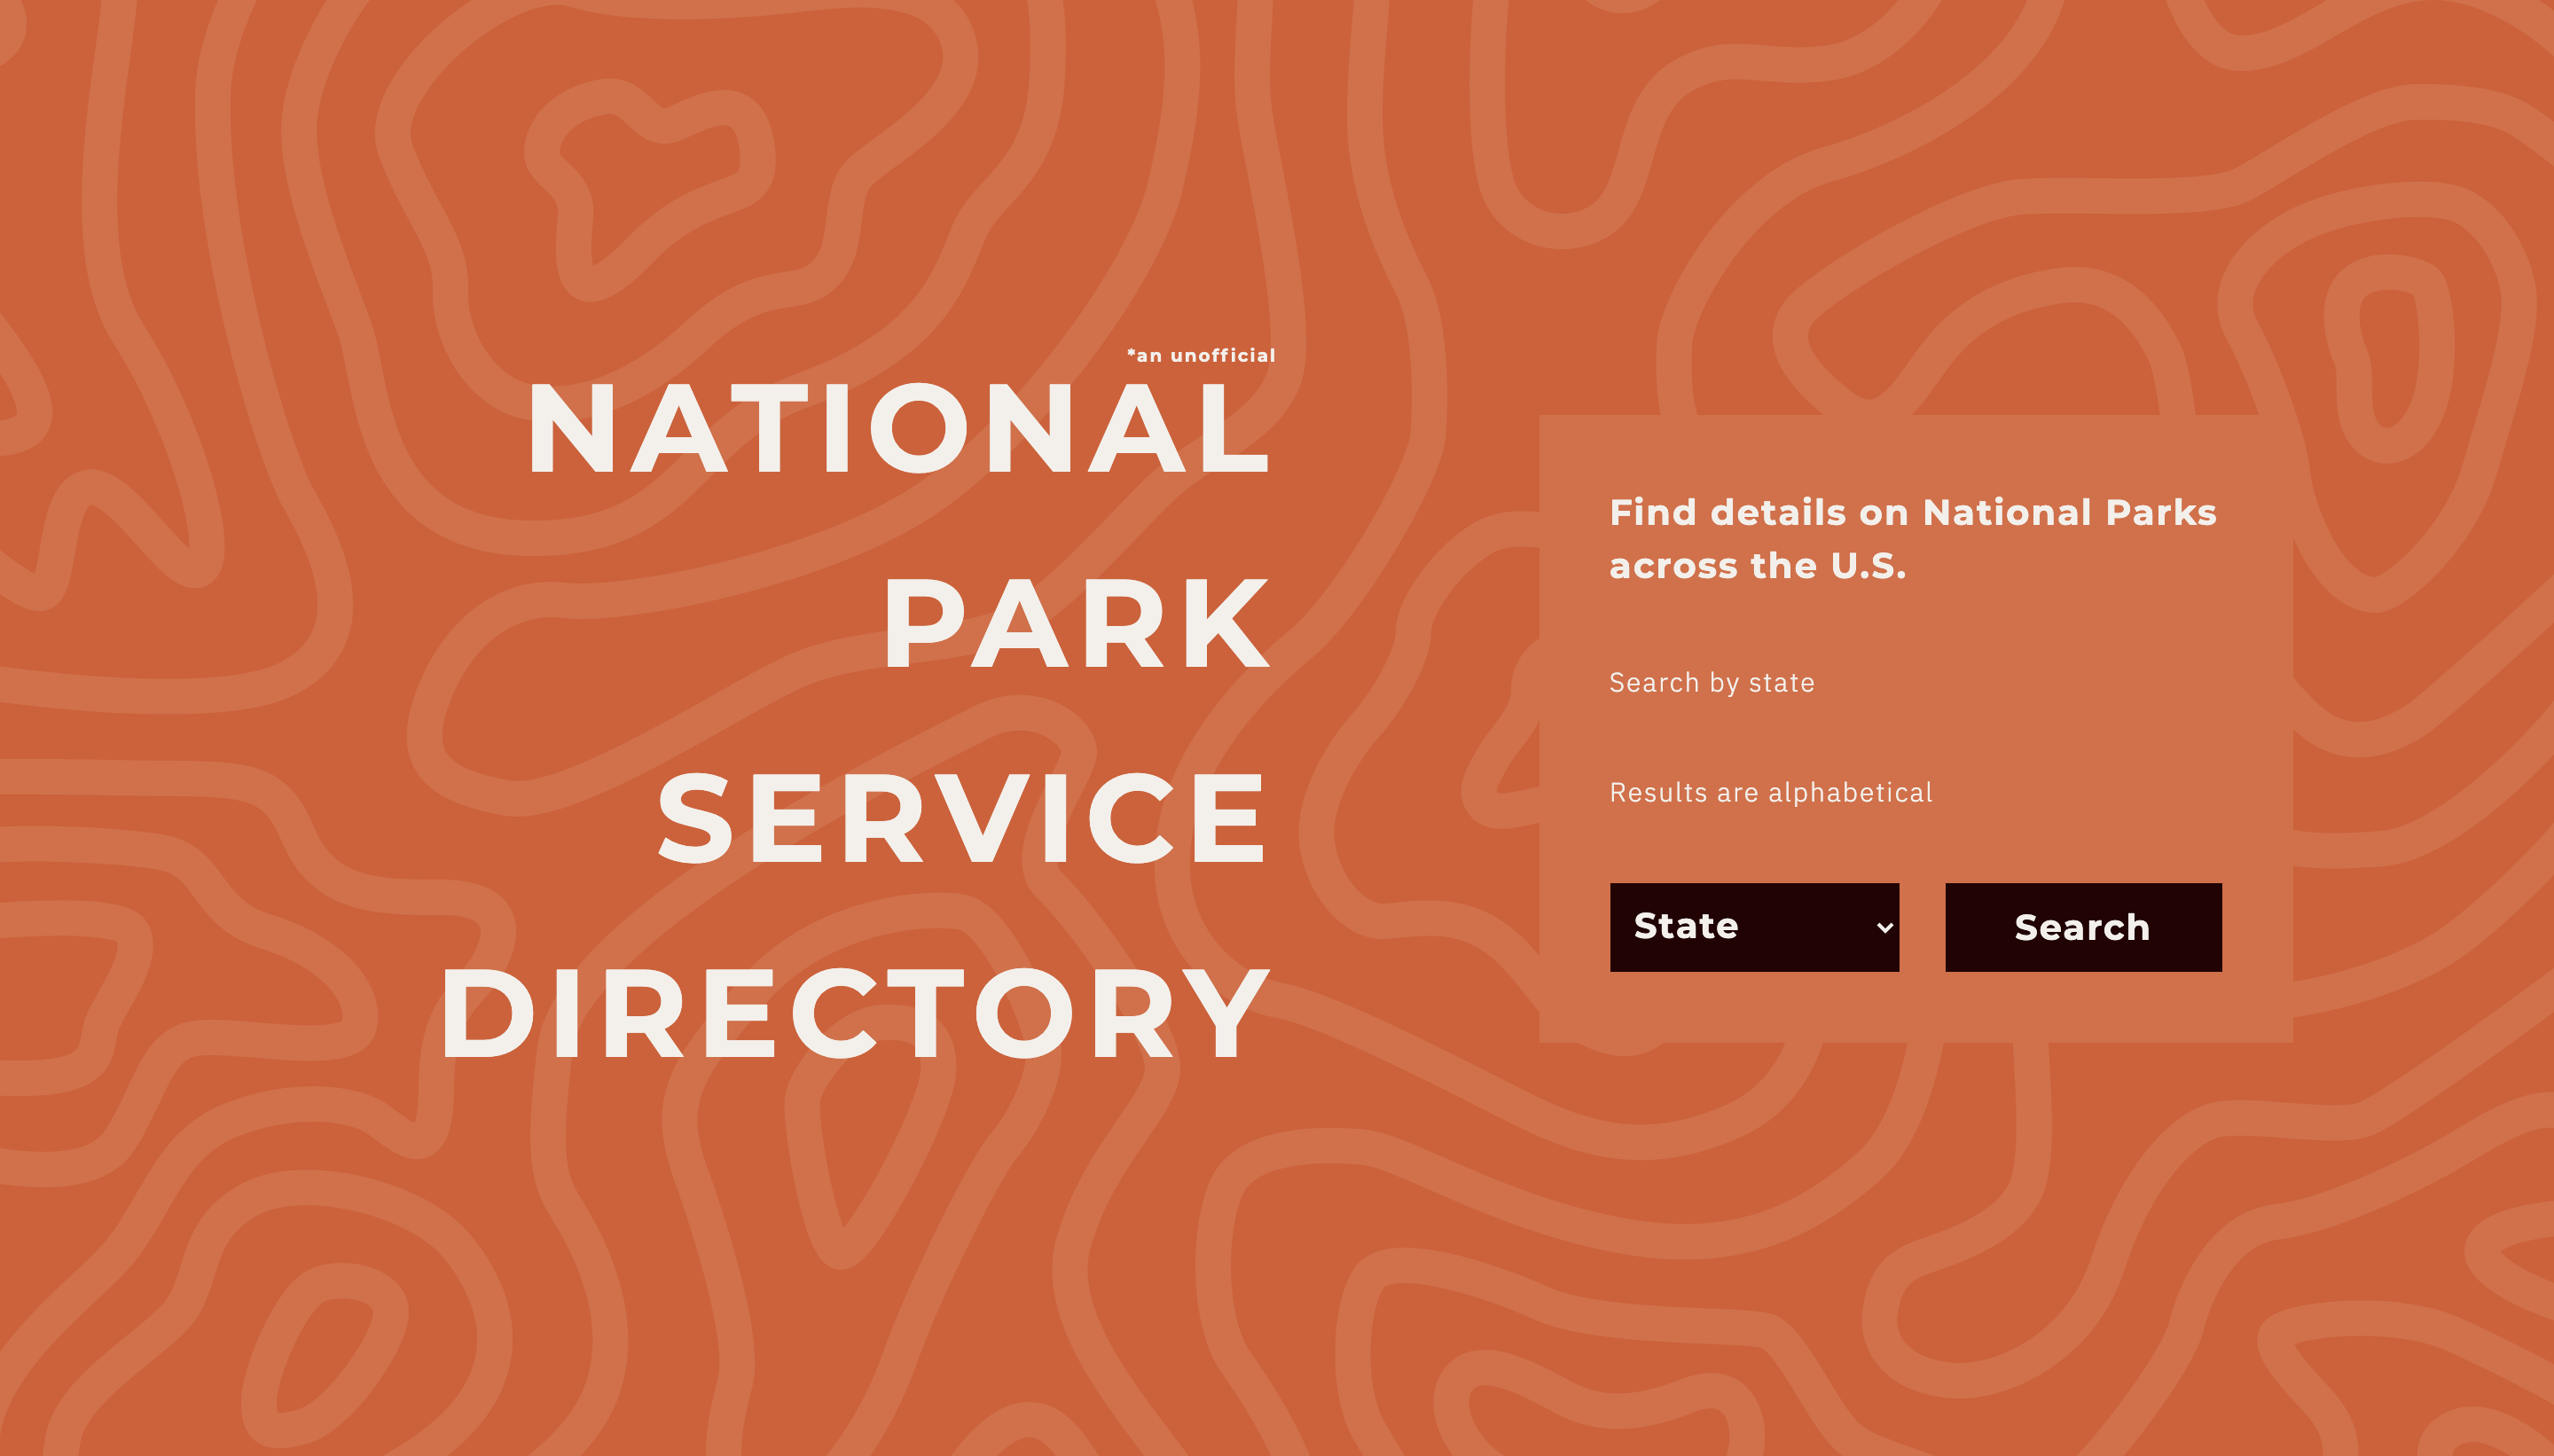 *an unofficial
NATIONAL
PARK
SERVICE
DIRECTORY
Find details on National Parks
across the U.S.
Search by state
Results are alphabetical
State
Search